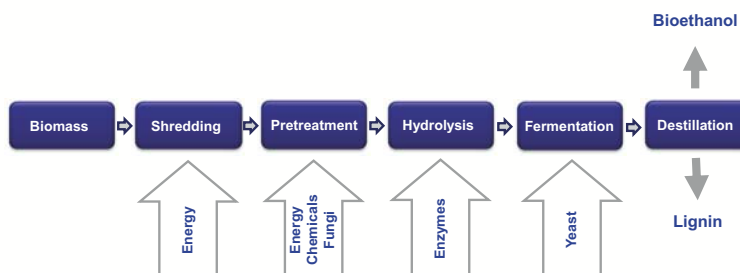 Bioethanol
Biomass
Shredding
Pretreatment
Hydrolysis
Fermentation
Destillation
Energy
Energy
Chemicals
Fungi
Enzymes
Yeast
Lignin